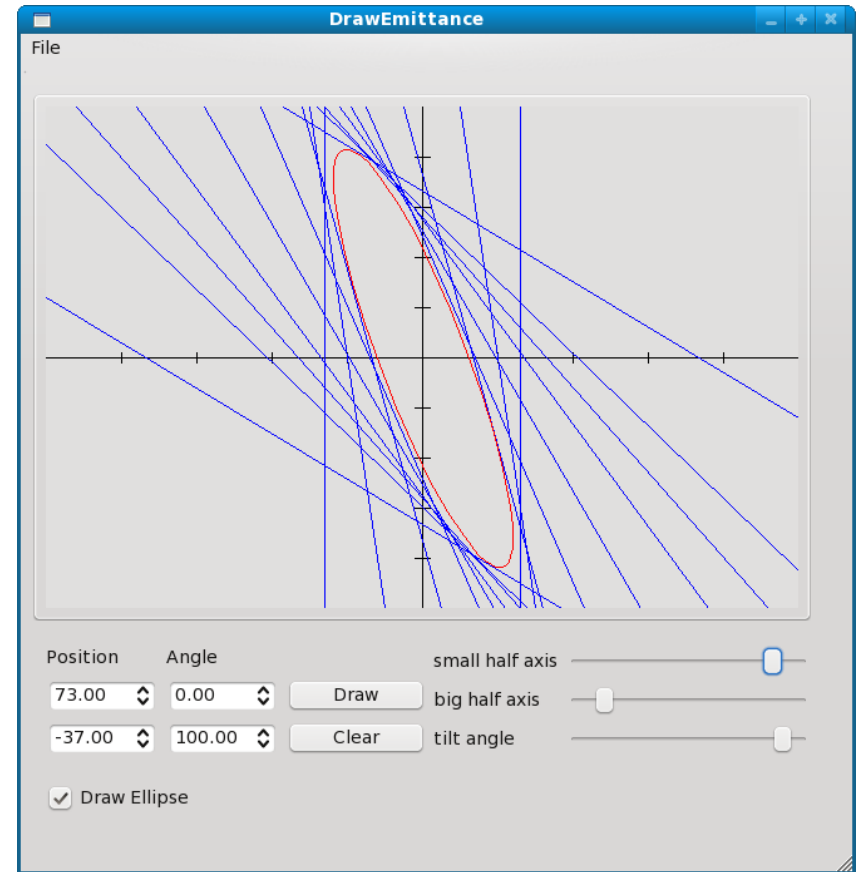 DrawEmittance
File
Position Angle
small half axis
73.00 0.00 Draw
big half axis
-37.00 100.00 Clear
tilt angle
Draw Ellipse